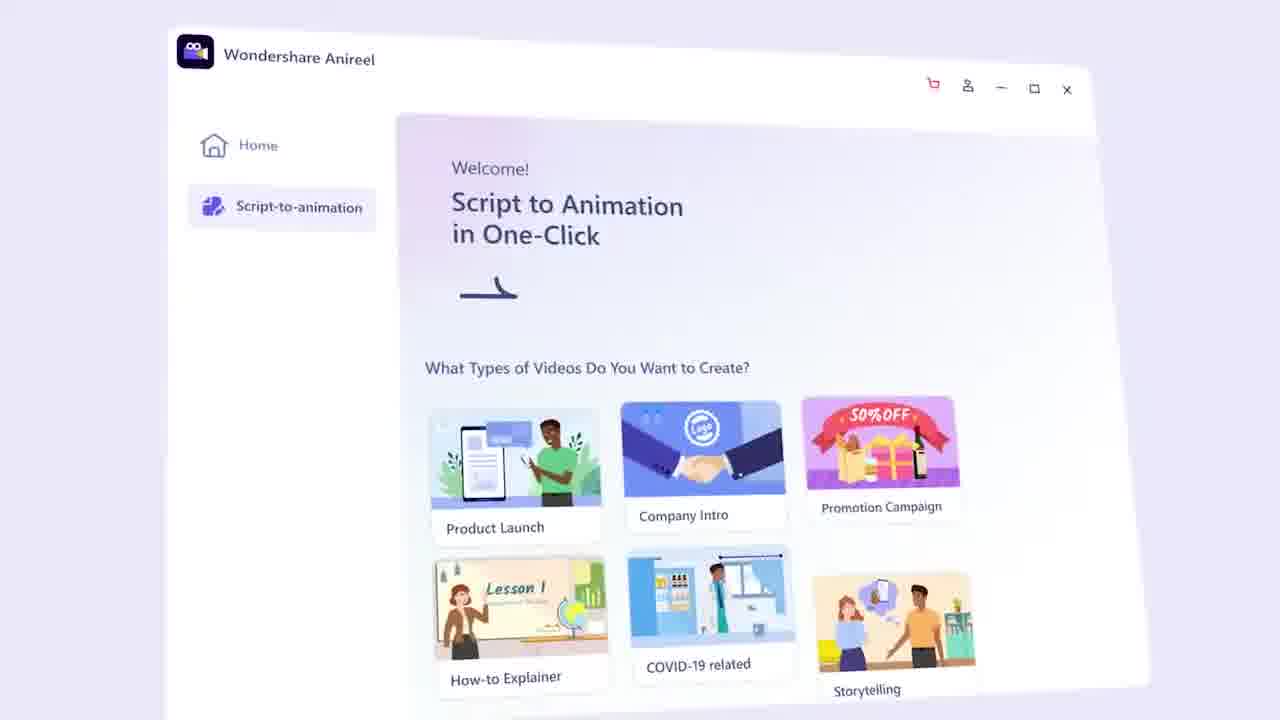 Wondershare Anireel
Home
Script-to-animation
Welcome!
Script to Animation
in One-Click
What Types of Videos Do You Want to Create?
50%OFF
Logo
Product Launch
Company Intro
Promotion Campaign
Lesson 1
How-to Explainer
COVID-19 related
Storytelling